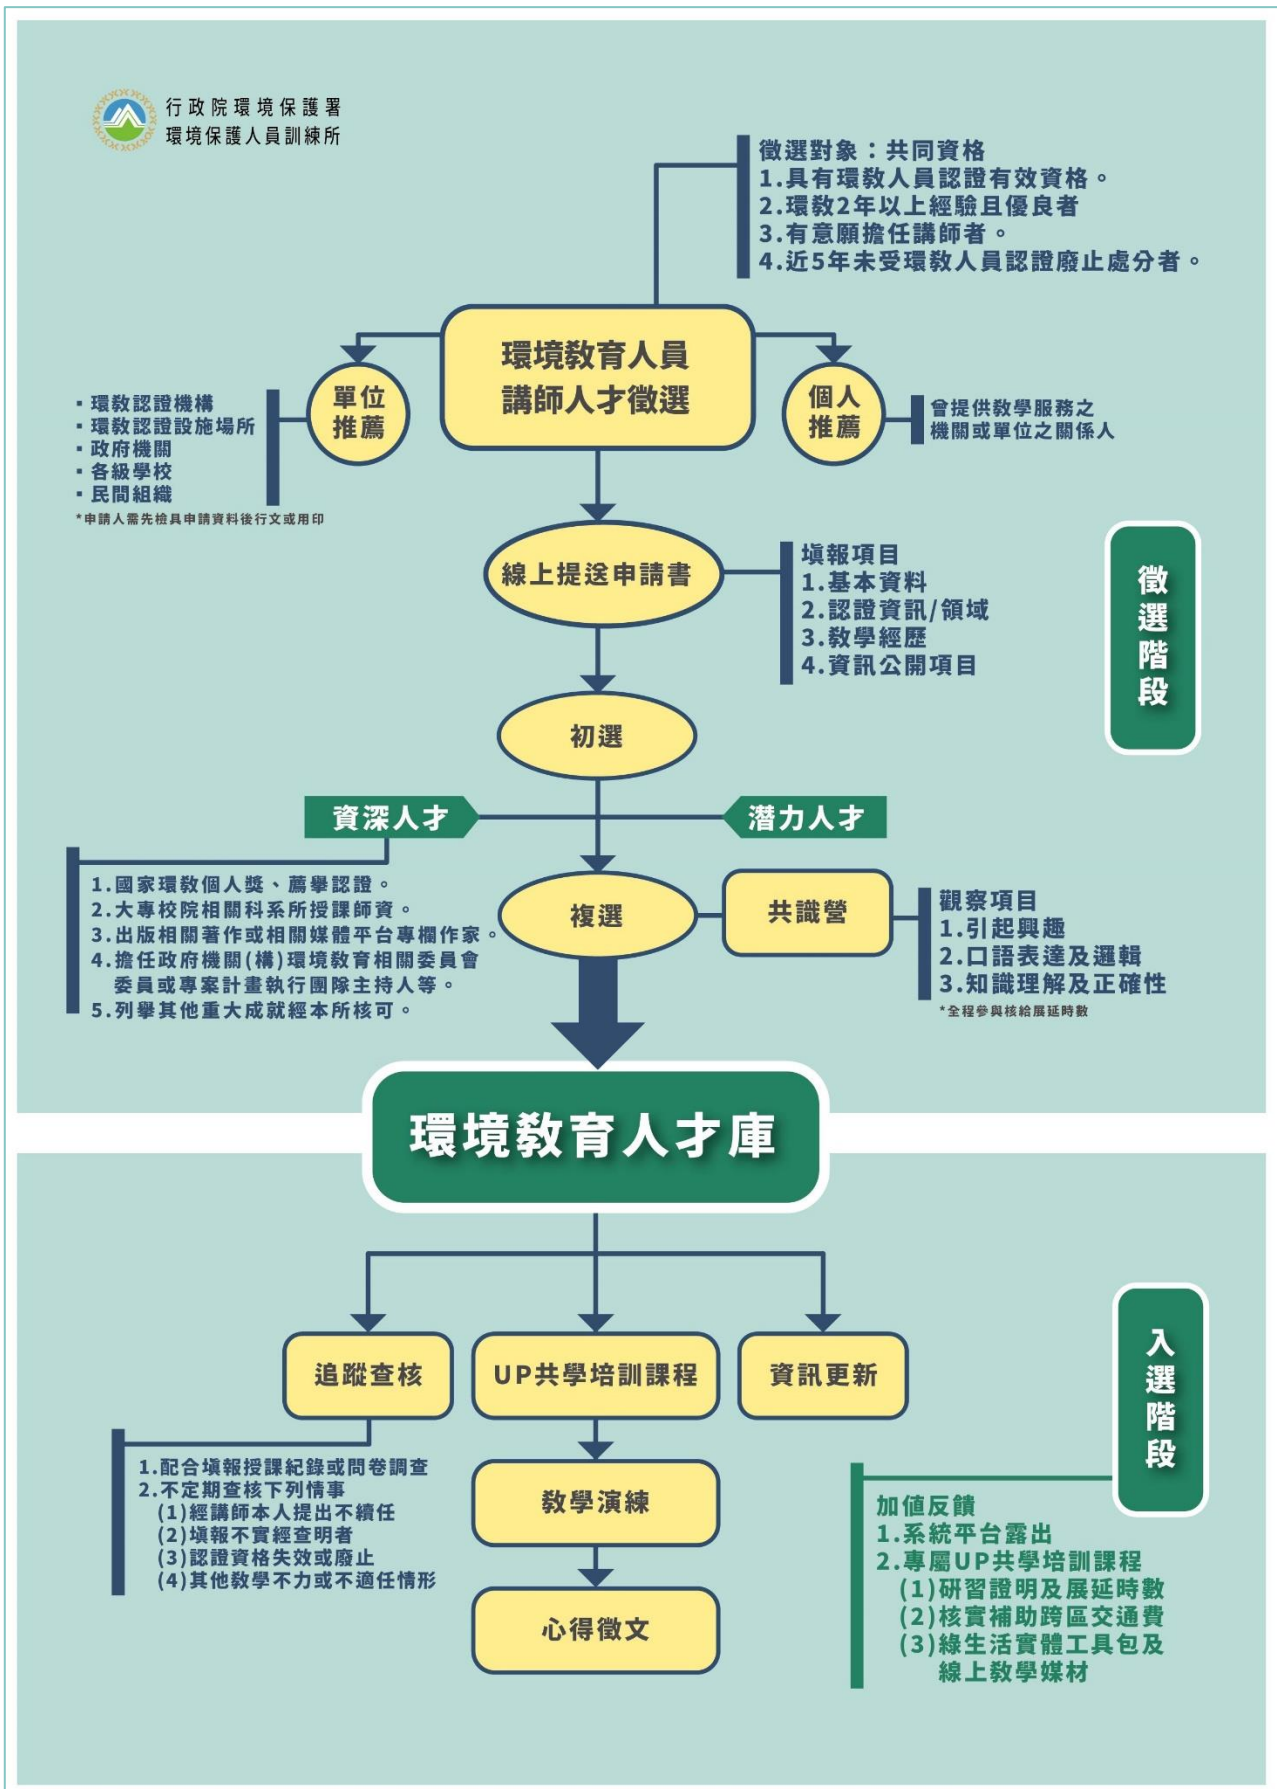 行政院環境保護署
環境保護人員訓練所
徵選對象：共同資格
1.具有環教人員認證有效資格。
2.環教2年以上經驗且優良者
3.有意願擔任講師者。
4.近5年未受環教人員認證廢止處分者。
環境教育人員
講師人才徵選
單位
推薦
▪ 環教認證機構
▪ 環教認證設施場所
▪ 政府機關
▪ 各級學校
▪ 民間組織
*申請人需先檢具申請資料後行文或用印
個人
推薦
曾提供教學服務之
機關或單位之關係人
線上提送申請書
填報項目
1.基本資料
2.認證資訊/領域
3.教學經歷
4.資訊公開項目
徵選階段
初選
資深人才
潛力人才
1.國家環教個人獎、薦舉認證。
2.大專校院相關科系所授課師資。
3.出版相關著作或相關媒體平台專欄作家。
4.擔任政府機關(構)環境教育相關委員會
委員或專案計畫執行團隊主持人等。
5.列舉其他重大成就經本所核可。
複選
共識營
觀察項目
1.引起興趣
2.口語表達及邏輯
3.知識理解及正確性
*全程參與核給展延時數
環境教育人才庫
追蹤查核
UP共學培訓課程
資訊更新
入選階段
1.配合填報授課紀錄或問卷調查
2.不定期查核下列情事
(1)經講師本人提出不續任
(2)填報不實經查明者
(3)認證資格失效或廢止
(4)其他教學不力或不適任情形
教學演練
心得徵文
加值反饋
1.系統平台露出
2.專屬UP共學培訓課程
(1)研習證明及展延時數
(2)核實補助跨區交通費
(3)綠生活實體工具包及
線上教學媒材